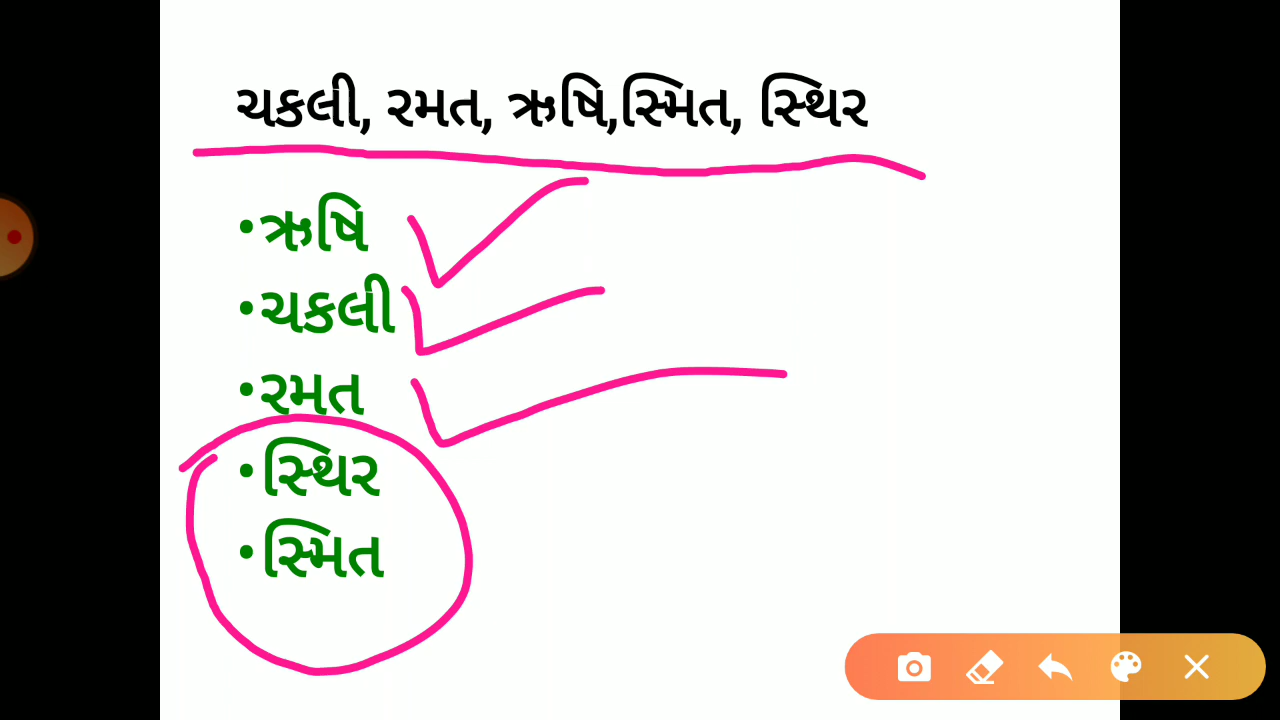 ચકલી, રમત, ઋષિ,સ્મિત, સ્થિર
•ઋષિ
•ચકલી
•રમત
•સ્થિર
•સ્મિત